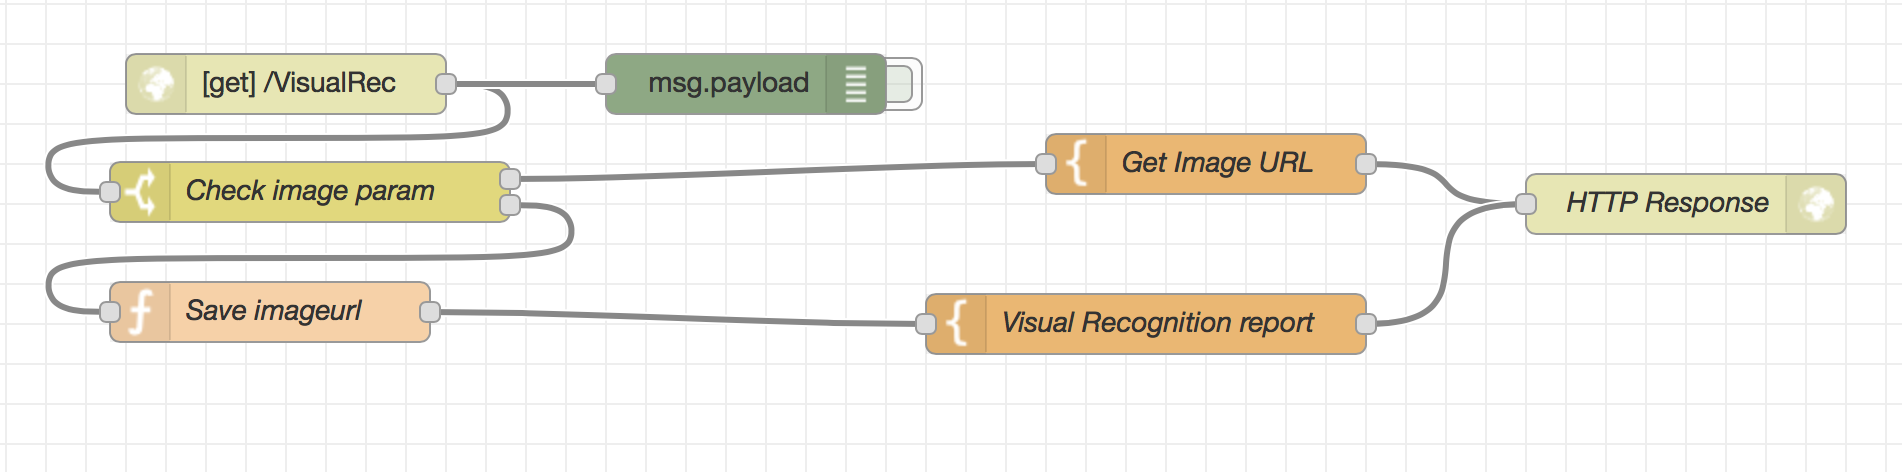 [get] /VisualRec
msg.payload
Check image param
Get Image URL
HTTP Response
Save imageurl
Visual Recognition report